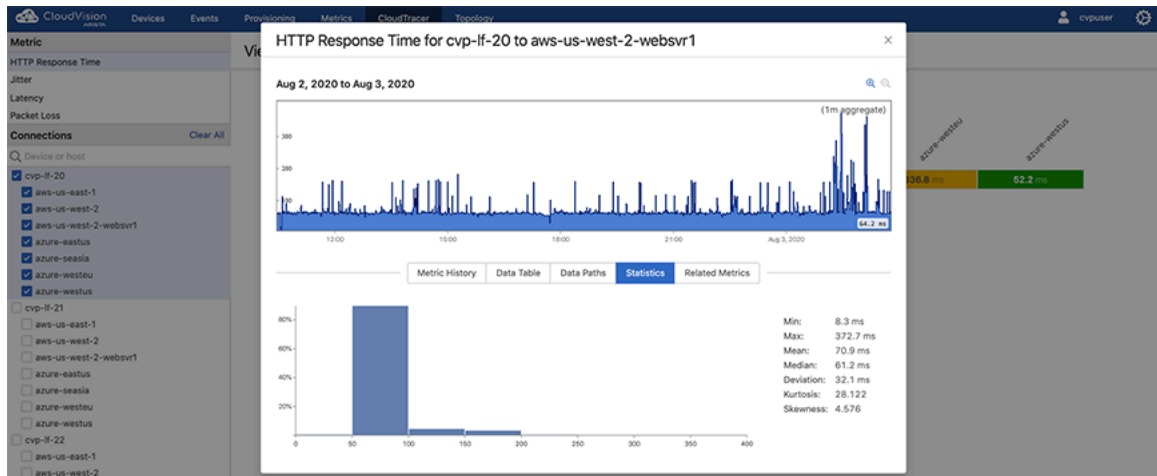 CloudVision
ARISTA
Devices
Events
Provisioning
Metrics
CloudTracer
Topology
cvpuser
Metric
HTTP Response Time
Jitter
Latency
Packet Loss
Connections
Clear All
Device or host
cvp-lf-20
aws-us-east-1
aws-us-west-2
aws-us-west-2-websvr1
azure-eastus
azure-seasia
azure-westeu
azure-westus
cvp-lf-21
aws-us-east-1
aws-us-west-2
aws-us-west-2-websvr1
azure-eastus
azure-seasia
azure-westeu
azure-westus
cvp-lf-22
aws-us-east-1
aws-us-west-2
Vie
HTTP Response Time for cvp-lf-20 to aws-us-west-2-websvr1
Aug 2, 2020 to Aug 3, 2020
(1m aggregate)
300
200
100
64.2 ms
12:00
15:00
18:00
21:00
Aug 3, 2020
Metric History
Data Table
Data Paths
Statistics
Related Metrics
80%
60%
40%
20%
0
50
100
150
200
250
300
350
400
Min: 8.3 ms
Max: 372.7 ms
Mean: 70.9 ms
Median: 61.2 ms
Deviation: 32.1 ms
Kurtosis: 28.122
Skewness: 4.576
azure-westeu
azure-westus
36.8 ms
52.2 ms